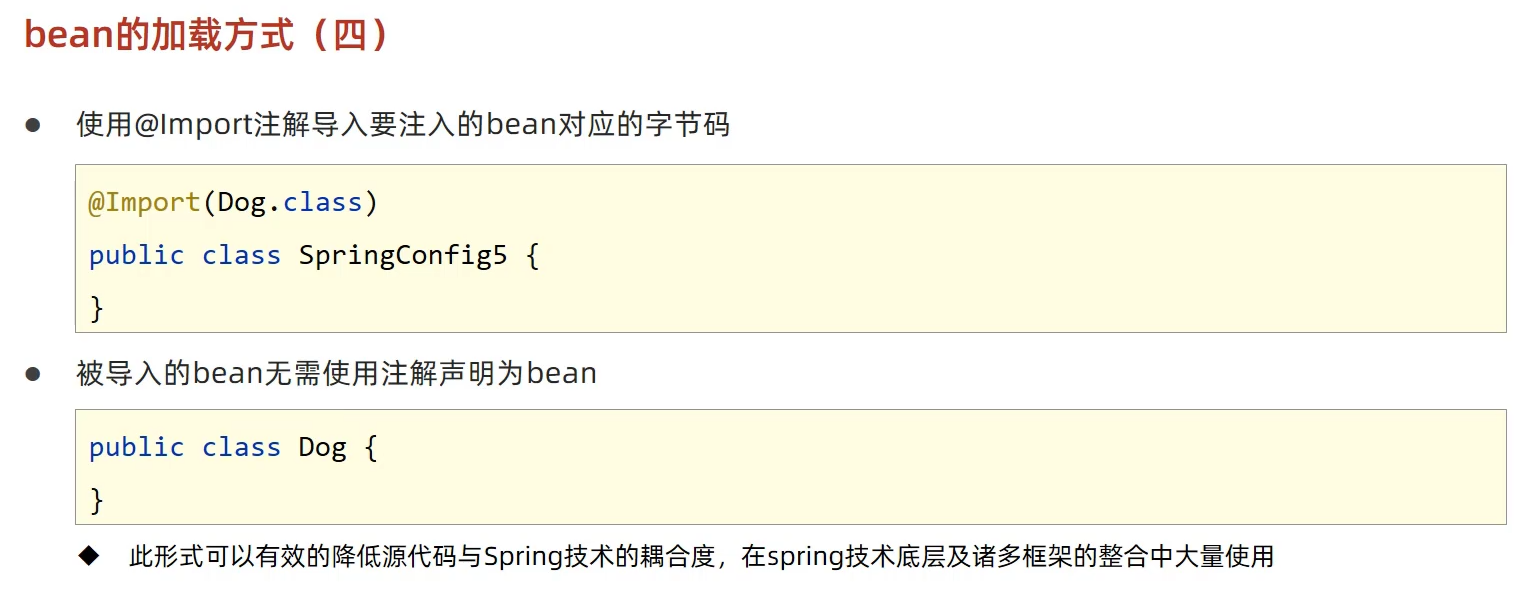 bean的加载方式（四）
● 使用@Import注解导入要注入的bean对应的字节码
@Import(Dog.class)
public class SpringConfig5 {
}
● 被导入的bean无需使用注解声明为bean
public class Dog {
}
◆ 此形式可以有效的降低源代码与Spring技术的耦合度，在spring技术底层及诸多框架的整合中大量使用